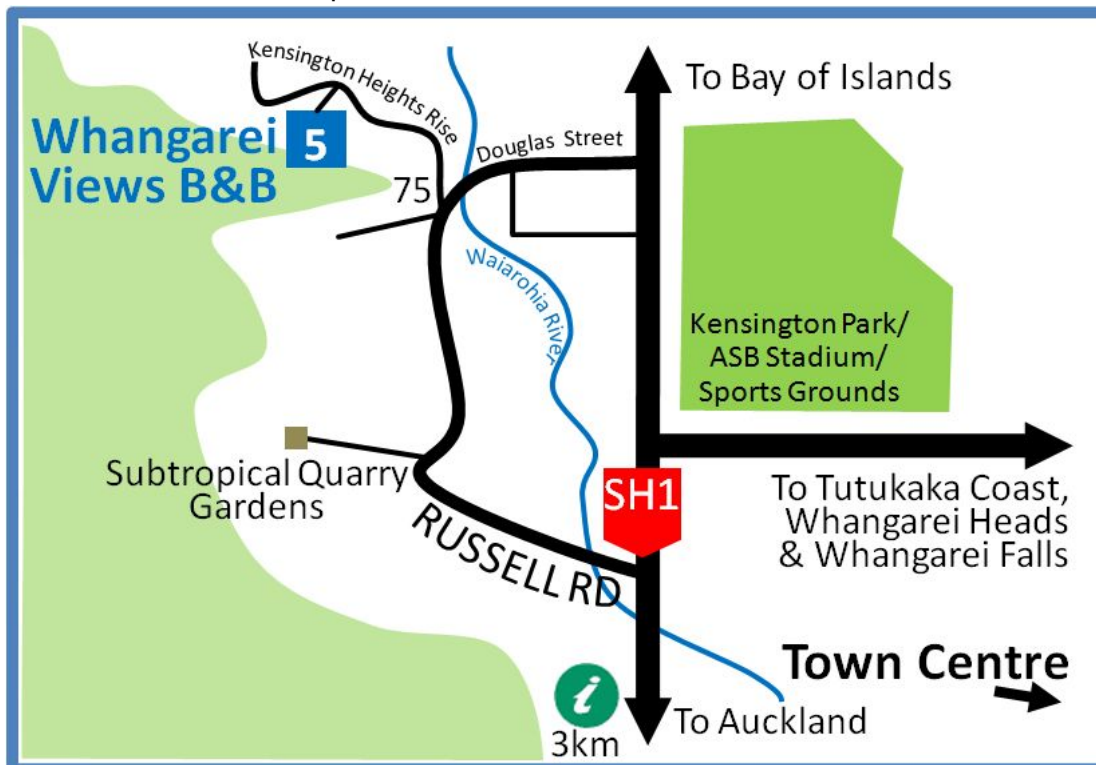 Kensington Heights Rise
To Bay of Islands
Whangarei
Views B&B
5
Douglas Street
75
Waiarohia River
Kensington Park/
ASB Stadium/
Sports Grounds
Subtropical Quarry
Gardens
RUSSELL RD
SH1
To Tutukaka Coast,
Whangarei Heads
& Whangarei Falls
Town Centre
i
3km
To Auckland